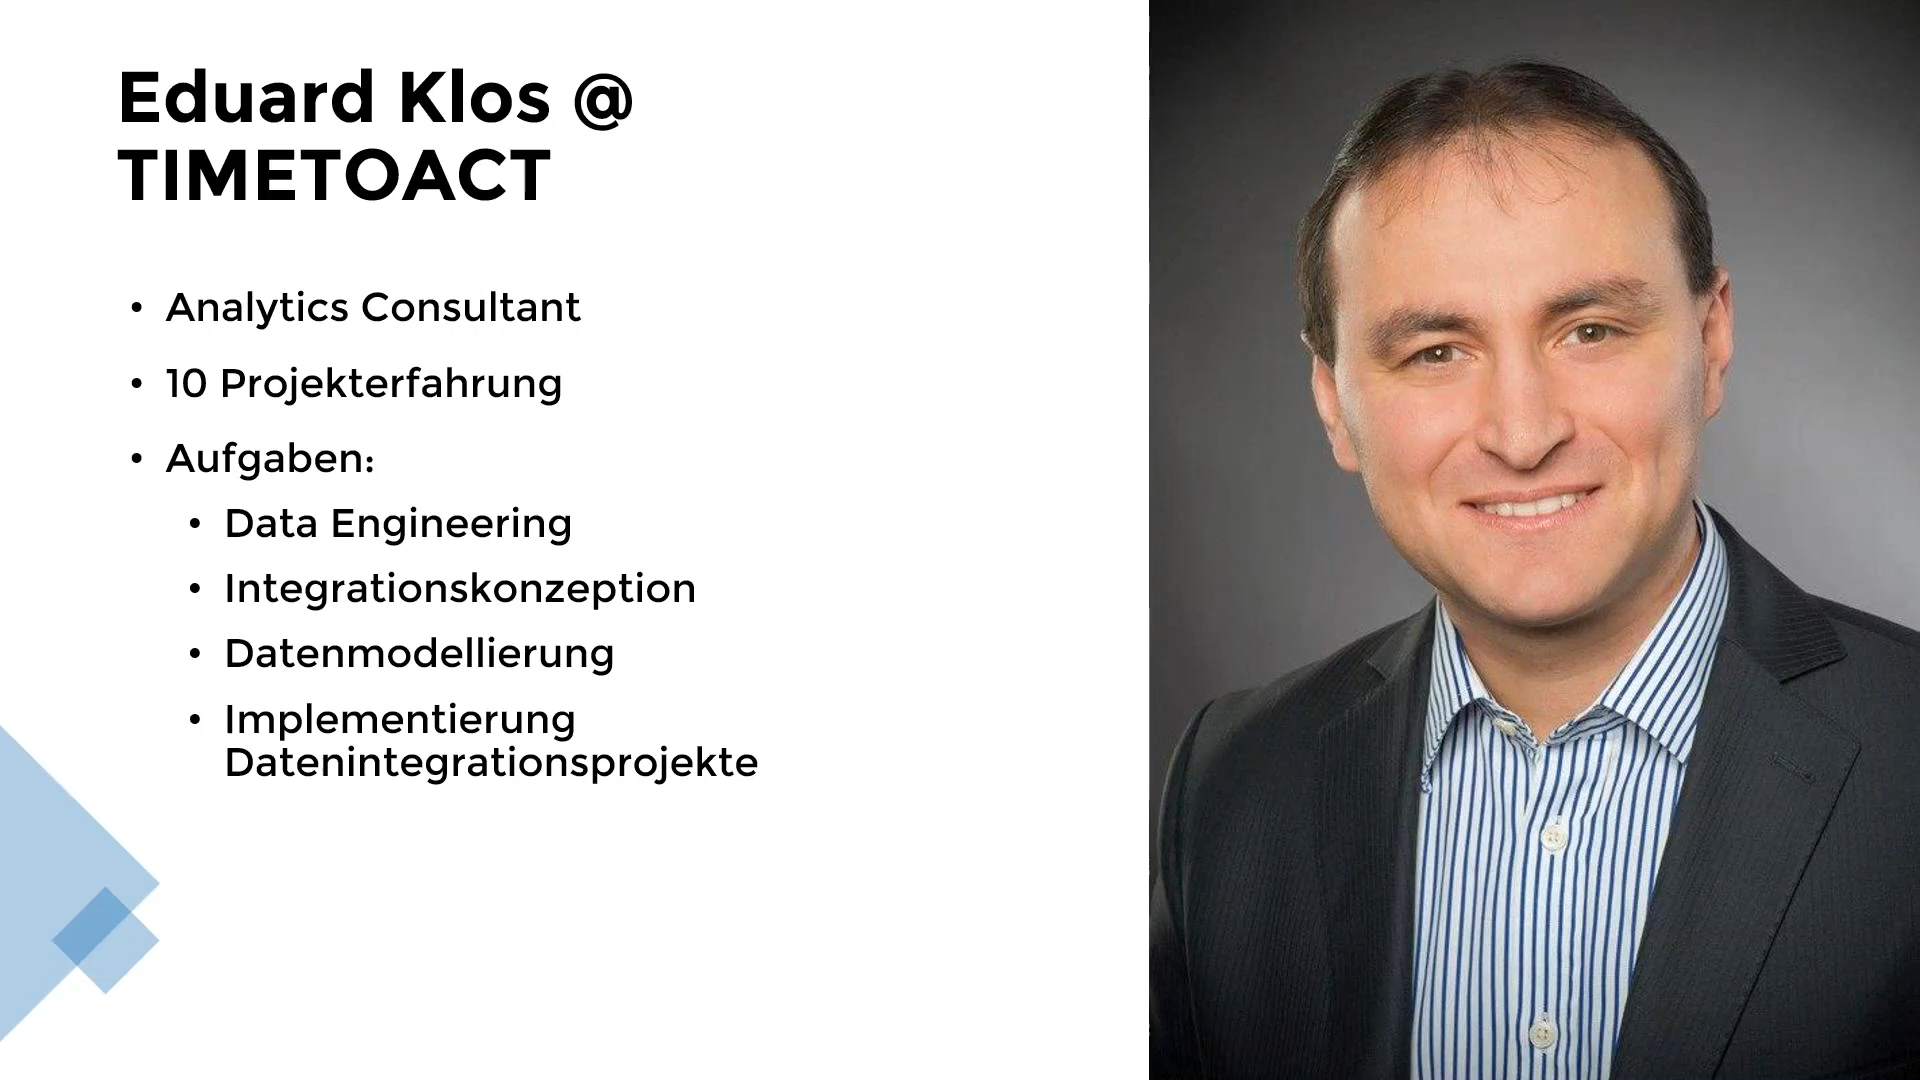 Eduard Klos @
TIMETOACT
• Analytics Consultant
• 10 Projekterfahrung
• Aufgaben:
• Data Engineering
• Integrationskonzeption
• Datenmodellierung
• Implementierung
Datenintegrationsprojekte